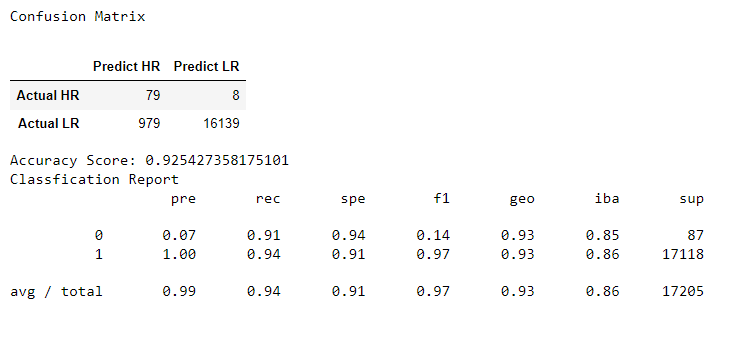 Confusion Matrix
Predict HR Predict LR
Actual HR 79 8
Actual LR 979 16139
Accuracy Score: 0.925427358175101
Classfication Report
pre rec spe f1 geo iba sup
0 0.07 0.91 0.94 0.14 0.93 0.85 87
1 1.00 0.94 0.91 0.97 0.93 0.86 17118
avg / total 0.99 0.94 0.91 0.97 0.93 0.86 17205